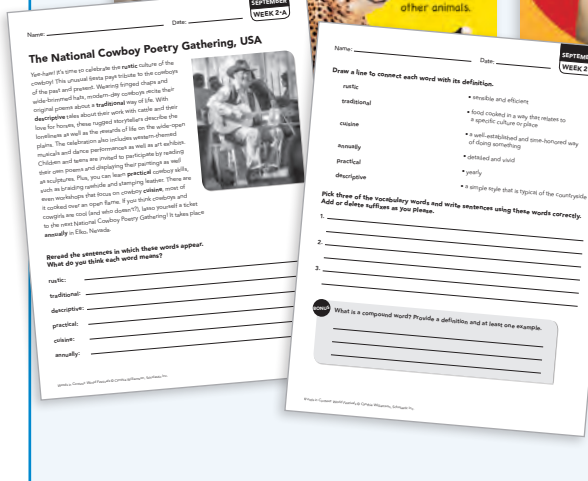 other animals.
SEPTEMBER
WEEK 2•A
Name:
Date:
The National Cowboy Poetry Gathering, USA
Yee-haw! It's time to celebrate the rustic culture of the
cowboy! This unusual fiesta pays tribute to the cowboys
of the past and present. Wearing fringed chaps and
wide-brimmed hats, modern-day cowboys recite their
original poems about a traditional way of life. With
descriptive tales about their work with cattle and their
love for horses, these rugged storytellers describe the
loneliness as well as the rewards of life on the wide-open
plains. The celebration also includes western-themed
musicals and dance performances as well as art exhibits.
Children and teens are invited to participate by reading
their own poems and displaying their paintings as well
as sculptures. Plus, you can learn practical cowboy skills,
such as braiding rawhide and stamping leather. There are
even workshops that focus on cowboy cuisine, most of
it cooked over an open flame. If you think cowboys and
cowgirls are cool (and who doesn't?), lasso yourself a ticket
to the next National Cowboy Poetry Gathering! It takes place
annually in Elko, Nevada.
Reread the sentences in which these words appear.
What do you think each word means?
rustic:
traditional:
descriptive:
practical:
cuisine:
annually:
Name:
Date:
WEEK 2
Draw a line to connect each word with its definition.
rustic
• sensible and efficient
traditional
• food cooked in a way that relates to
a specific culture or place
cuisine
• a well-established and time-honored way
of doing something
annually
• detailed and vivid
practical
• yearly
descriptive
• a simple style that is typical of the countryside
Pick three of the vocabulary words and write sentences using these words correctly.
Add or delete suffixes as you please.
1.
2.
3.
BONUS
What is a compound word? Provide a definition and at least one example.